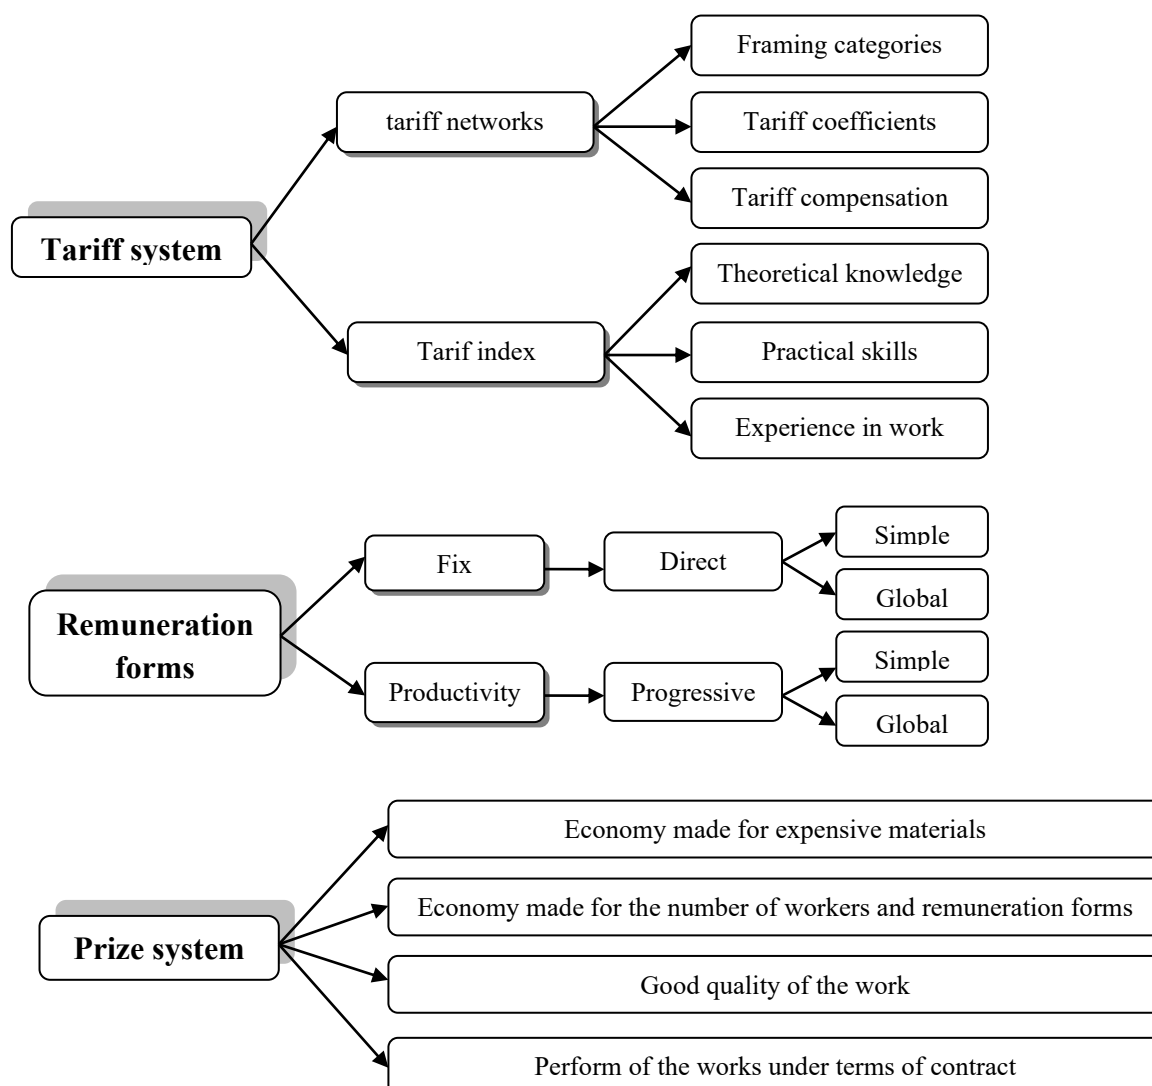 Framing categories
tariff networks
Tariff coefficients
Tariff compensation
Tariff system
Theoretical knowledge
Tarif index
Practical skills
Experience in work
Simple
Fix
Direct
Global
Remuneration
forms
Simple
Productivity
Progressive
Global
Economy made for expensive materials
Economy made for the number of workers and remuneration forms
Prize system
Good quality of the work
Perform of the works under terms of contract